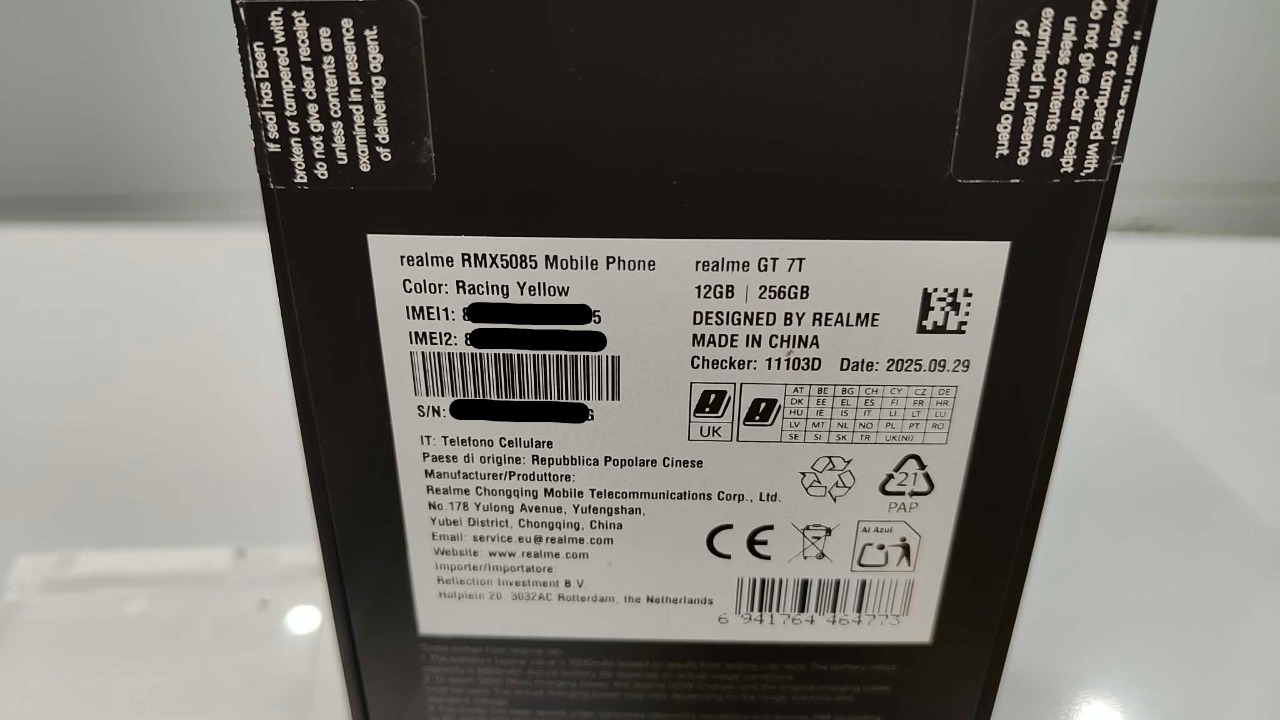 If seal has been
broken or tampered with,
do not give clear receipt
unless contents are
examined in presence
of delivering agent.
broken or tampered with,
do not give clear receipt
unless contents are
examined in presence
of delivering agent.
realme RMX5085 Mobile Phone
Color: Racing Yellow
IMEI1: 8 5
IMEI2: 8
S/N: G
realme GT 7T
12GB | 256GB
DESIGNED BY REALME
MADE IN CHINA
Checker: 11103D Date: 2025.09.29
UK
AT BE BG CH CY CZ DE
DK EE EL ES FI FR HR
HU IE IS IT LI LT LU
LV MT NL NO PL PT RO
SE SI SK TR UK(NI)
IT: Telefono Cellulare
Paese di origine: Repubblica Popolare Cinese
Manufacturer/Produttore:
Realme Chongqing Mobile Telecommunications Corp., Ltd.
No.178 Yulong Avenue, Yufengshan,
Yubei District, Chongqing, China
Email: service.eu@realme.com
Website: www.realme.com
Importer/Importatore:
Reflection Investment B.V.
Hofplein 20, 3032AC Rotterdam, the Netherlands
21
PAP
CE
Al Azul.
6 941764 464773